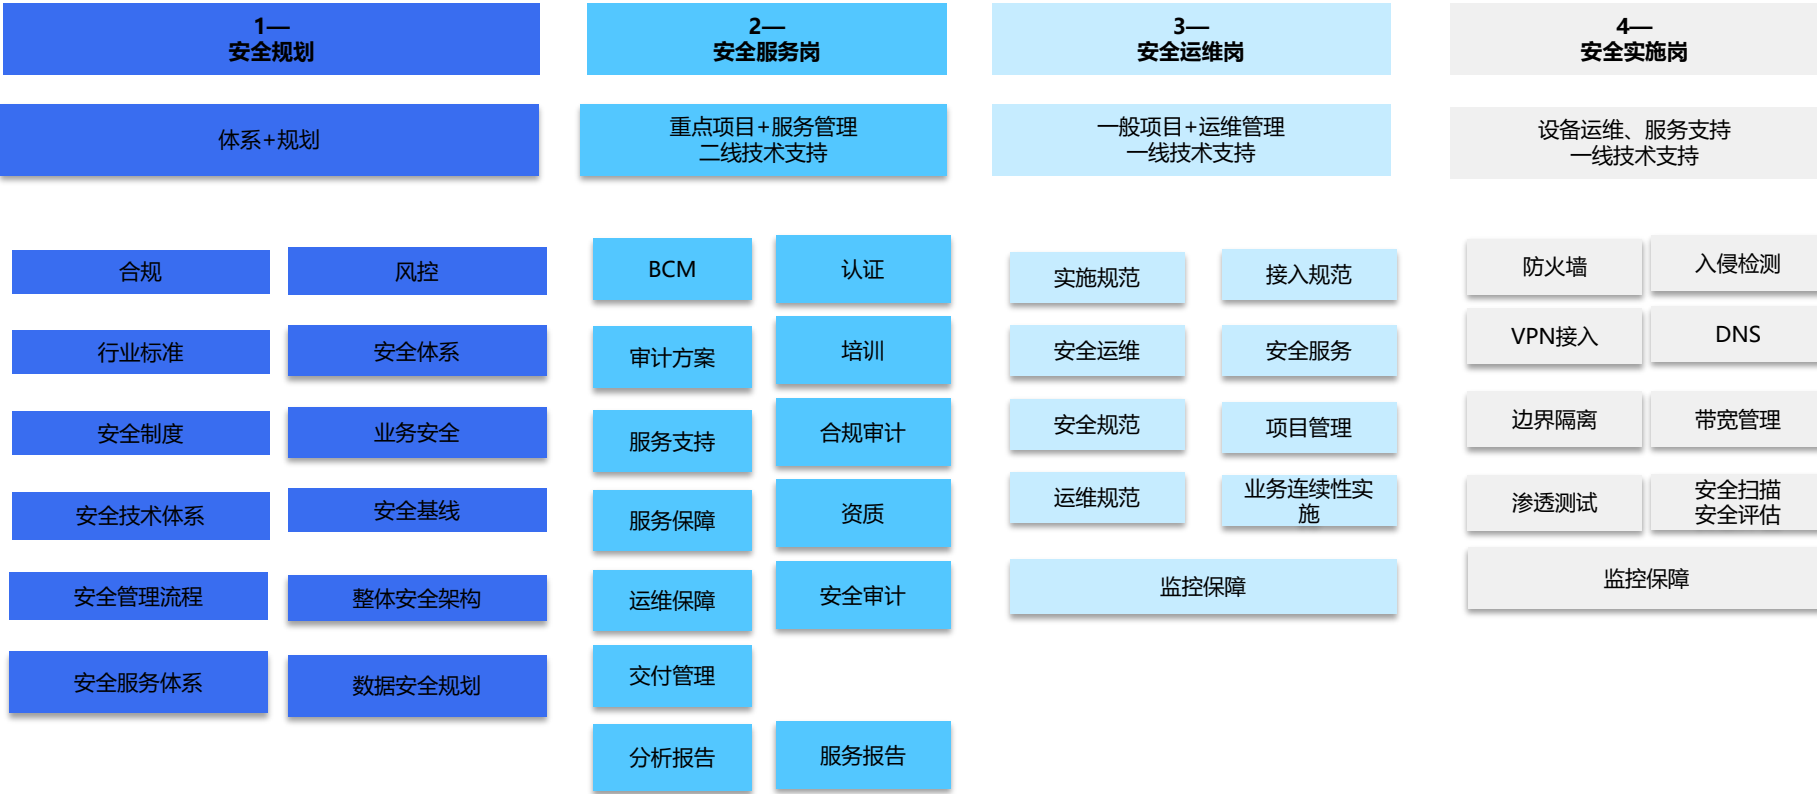 1—
安全规划
2—
安全服务岗
3—
安全运维岗
4—
安全实施岗
体系+规划
重点项目+服务管理
二线技术支持
一般项目+运维管理
一线技术支持
设备运维、服务支持
一线技术支持
合规
风控
行业标准
安全体系
安全制度
业务安全
安全技术体系
安全基线
安全管理流程
整体安全架构
安全服务体系
数据安全规划
BCM
认证
审计方案
培训
服务支持
合规审计
服务保障
资质
运维保障
安全审计
交付管理
分析报告
服务报告
实施规范
接入规范
安全运维
安全服务
安全规范
项目管理
运维规范
业务连续性实
施
监控保障
防火墙
入侵检测
VPN接入
DNS
边界隔离
带宽管理
渗透测试
安全扫描
安全评估
监控保障